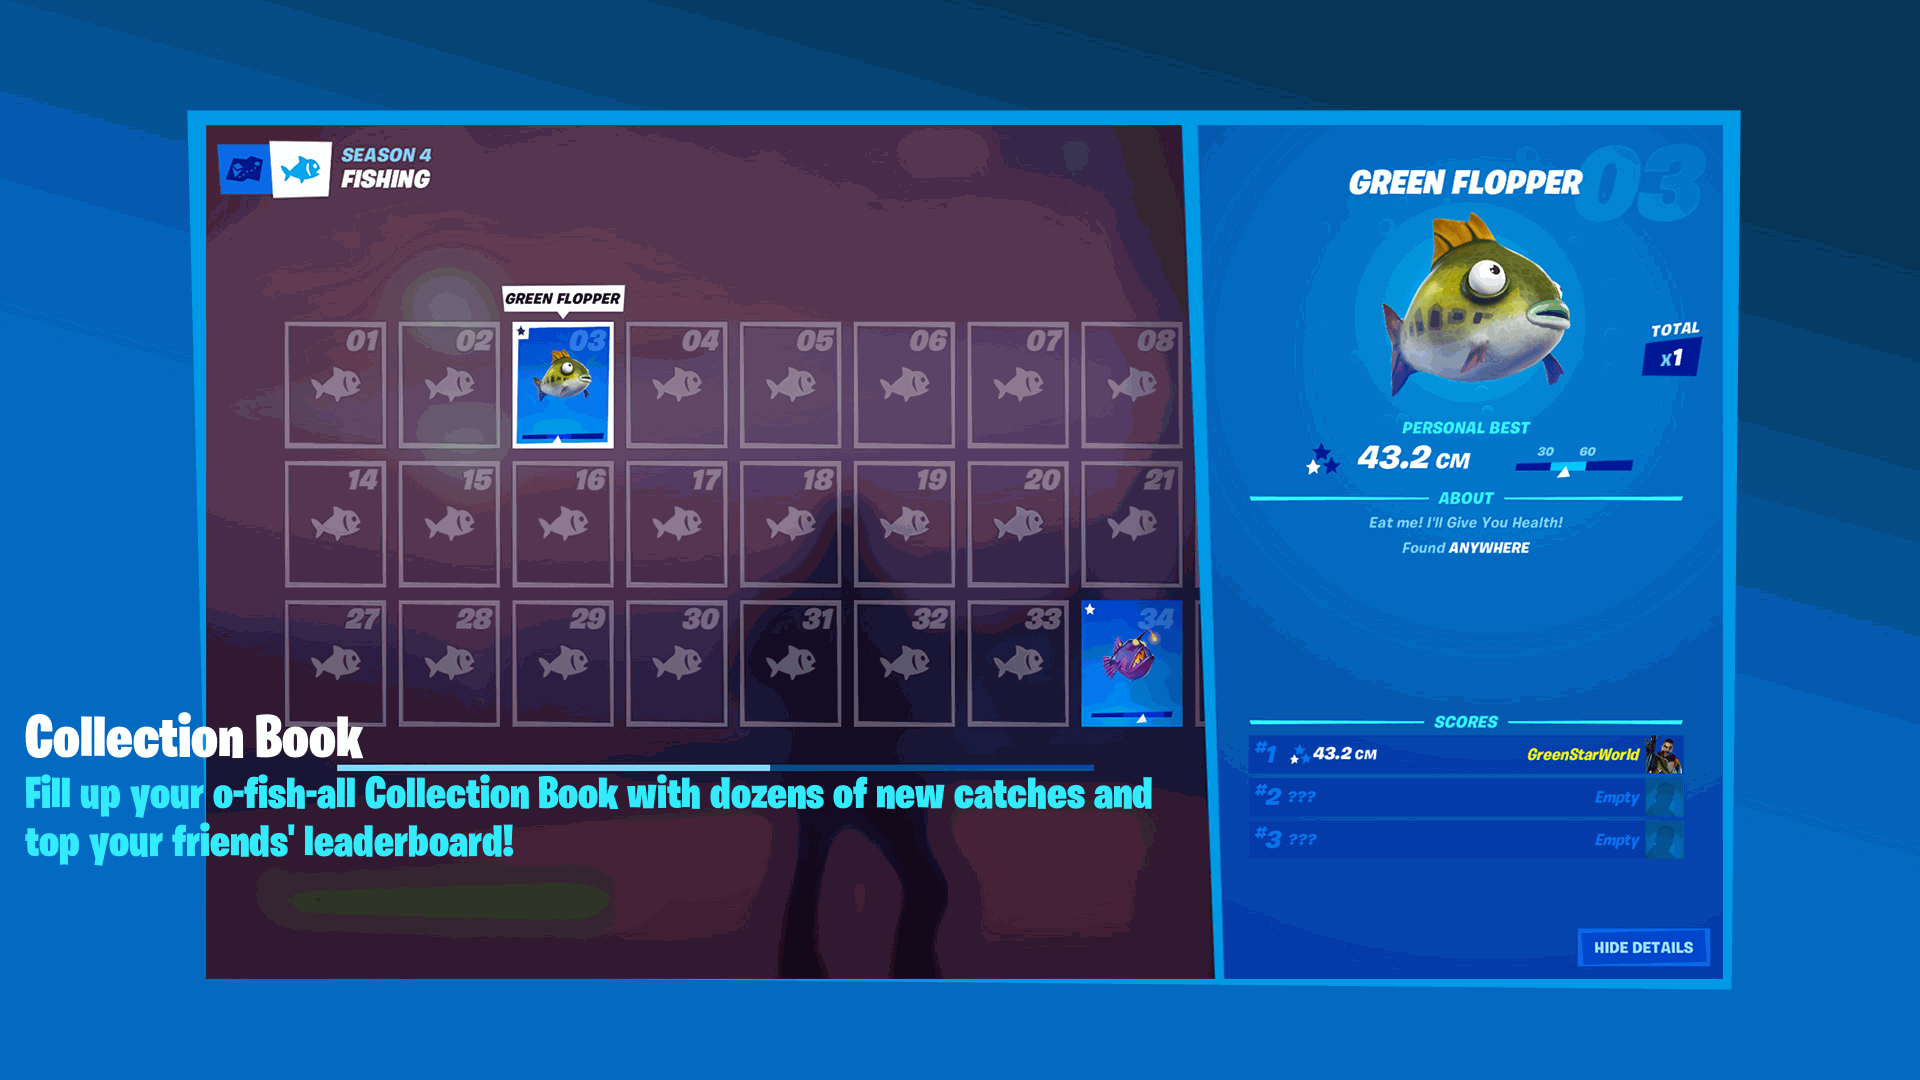 SEASON 4
FISHING
GREEN FLOPPER
01 02 03 04 05 06 07 08
14 15 16 17 18 19 20 21
27 28 29 30 31 32 33 34
Collection Book
Fill up your o-fish-all Collection Book with dozens of new catches and
top your friends' leaderboard!
GREEN FLOPPER 03
TOTAL
x1
PERSONAL BEST
43.2 CM
30 60
ABOUT
Eat me! I'll Give You Health!
Found ANYWHERE
SCORES
#1 43.2 CM GreenStarWorld
#2 ??? Empty
#3 ??? Empty
HIDE DETAILS